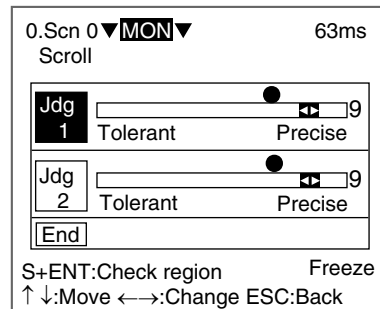 0.Scn 0▼MON▼ 63ms
Scroll
Jdg 1 9
Tolerant Precise
Jdg 2 9
Tolerant Precise
End
S+ENT:Check region Freeze
↑↓:Move ←→:Change ESC:Back